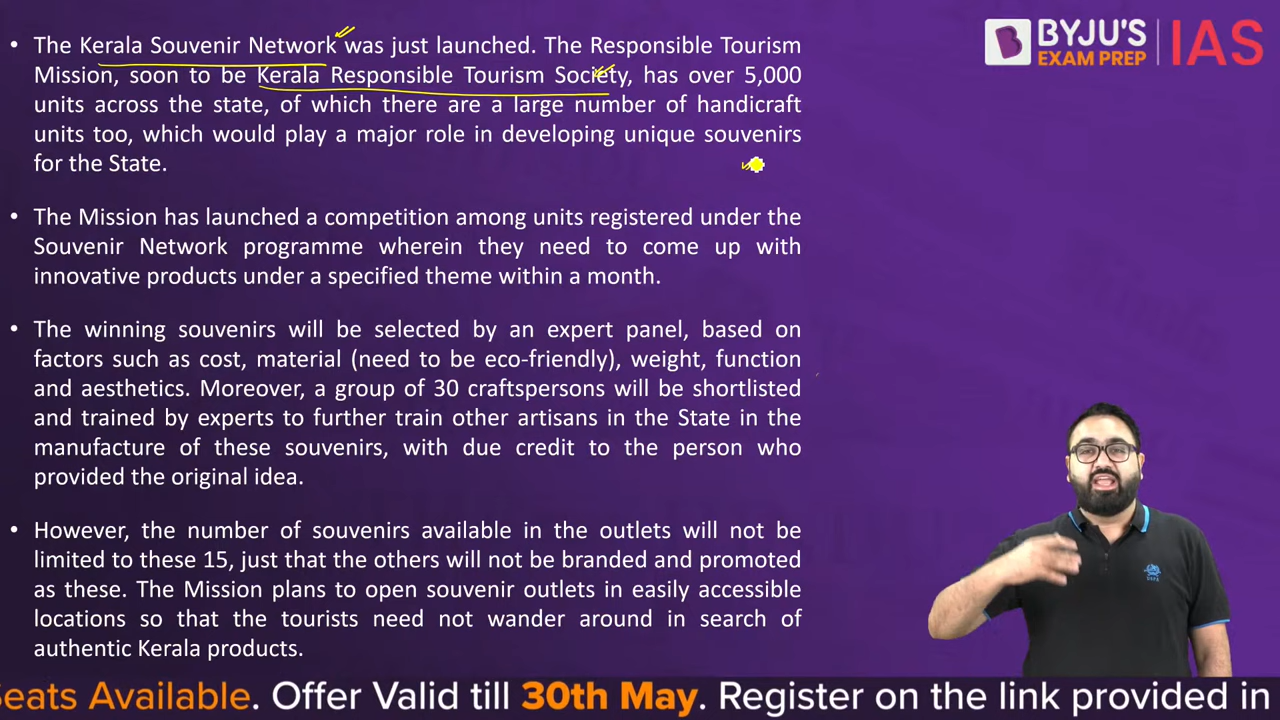 • The Kerala Souvenir Network was just launched. The Responsible Tourism
Mission, soon to be Kerala Responsible Tourism Society, has over 5,000
units across the state, of which there are a large number of handicraft
units too, which would play a major role in developing unique souvenirs
for the State.
• The Mission has launched a competition among units registered under the
Souvenir Network programme wherein they need to come up with
innovative products under a specified theme within a month.
• The winning souvenirs will be selected by an expert panel, based on
factors such as cost, material (need to be eco-friendly), weight, function
and aesthetics. Moreover, a group of 30 craftspersons will be shortlisted
and trained by experts to further train other artisans in the State in the
manufacture of these souvenirs, with due credit to the person who
provided the original idea.
• However, the number of souvenirs available in the outlets will not be
limited to these 15, just that the others will not be branded and promoted
as these. The Mission plans to open souvenir outlets in easily accessible
locations so that the tourists need not wander around in search of
authentic Kerala products.
BYJU'S
EXAM PREP
IAS
Seats Available. Offer Valid till 30th May. Register on the link provided in